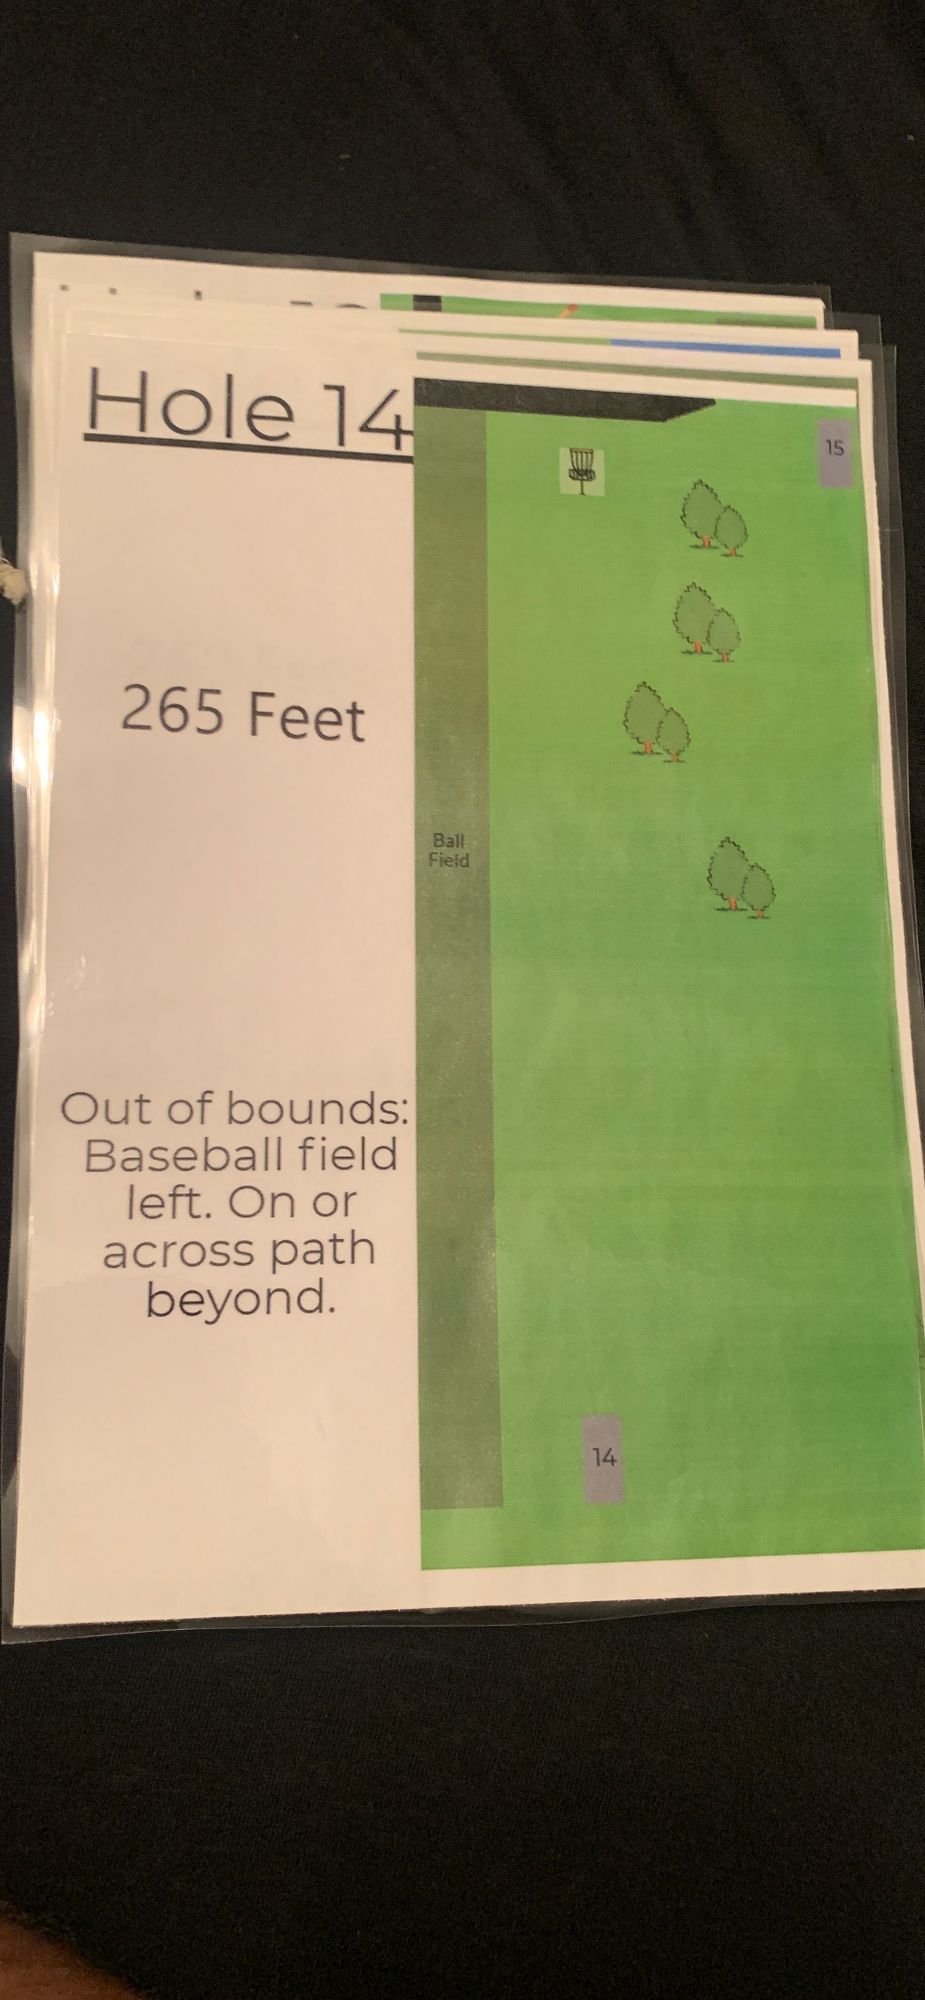 Hole 14
265 Feet
Out of bounds:
Baseball field
left. On or
across path
beyond.
15
Ball
Field
14